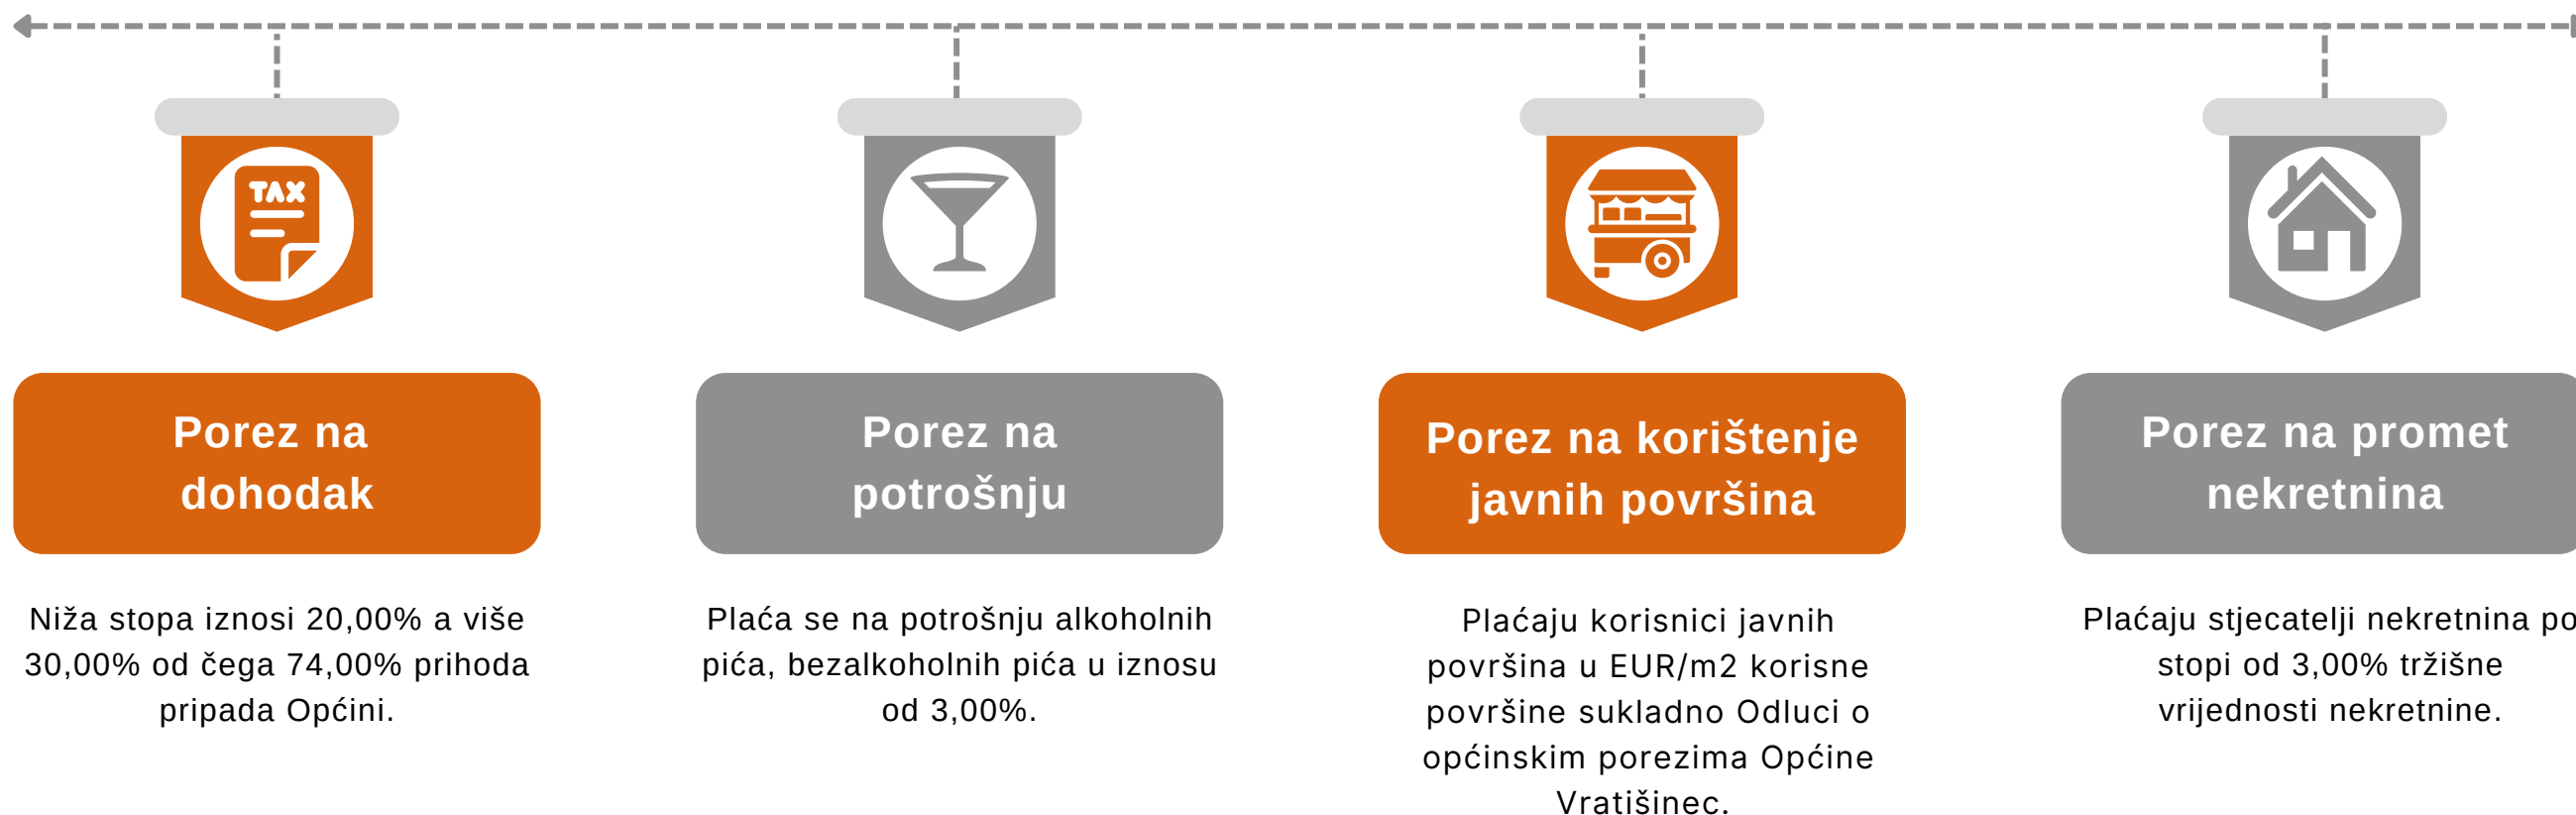 TAX
Porez na
dohodak
Niža stopa iznosi 20,00% a više
30,00% od čega 74,00% prihoda
pripada Općini.
Porez na
potrošnju
Plaća se na potrošnju alkoholnih
pića, bezalkoholnih pića u iznosu
od 3,00%.
Porez na korištenje
javnih površina
Plaćaju korisnici javnih
površina u EUR/m2 korisne
površine sukladno Odluci o
općinskim porezima Općine
Vratišinec.
Porez na promet
nekretnina
Plaćaju stjecatelji nekretnina po
stopi od 3,00% tržišne
vrijednosti nekretnine.